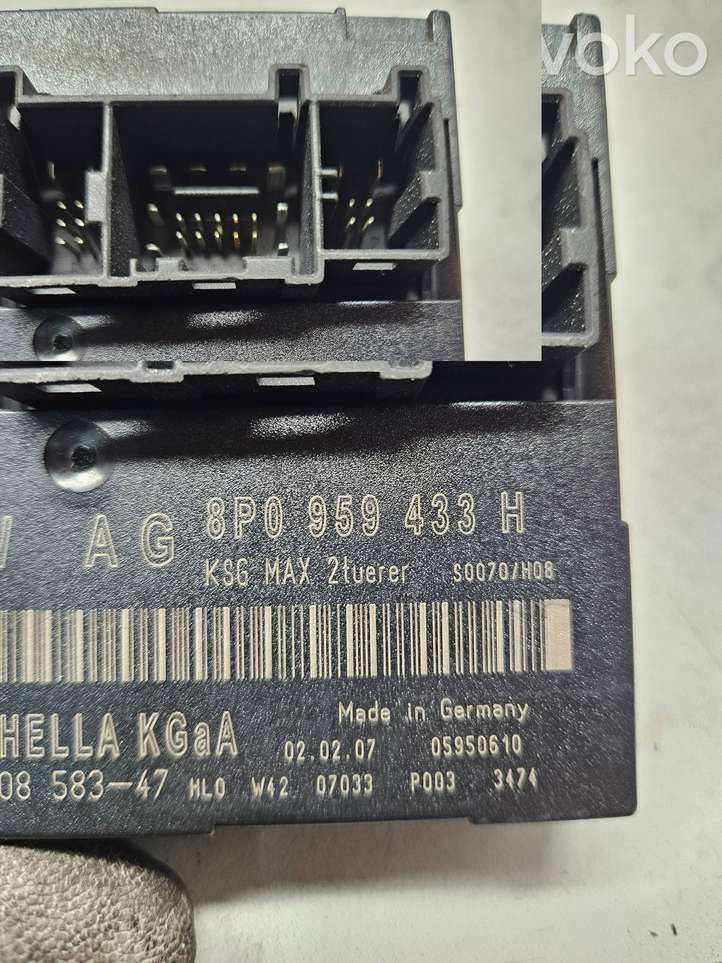 voko
AG 8P0 959 433 H
KSG MAX 2tuerer S0070/H08
HELLA KGaA Made in Germany
02.02.07 05950610
08 583-47 HLO W42 07033 P003 3474